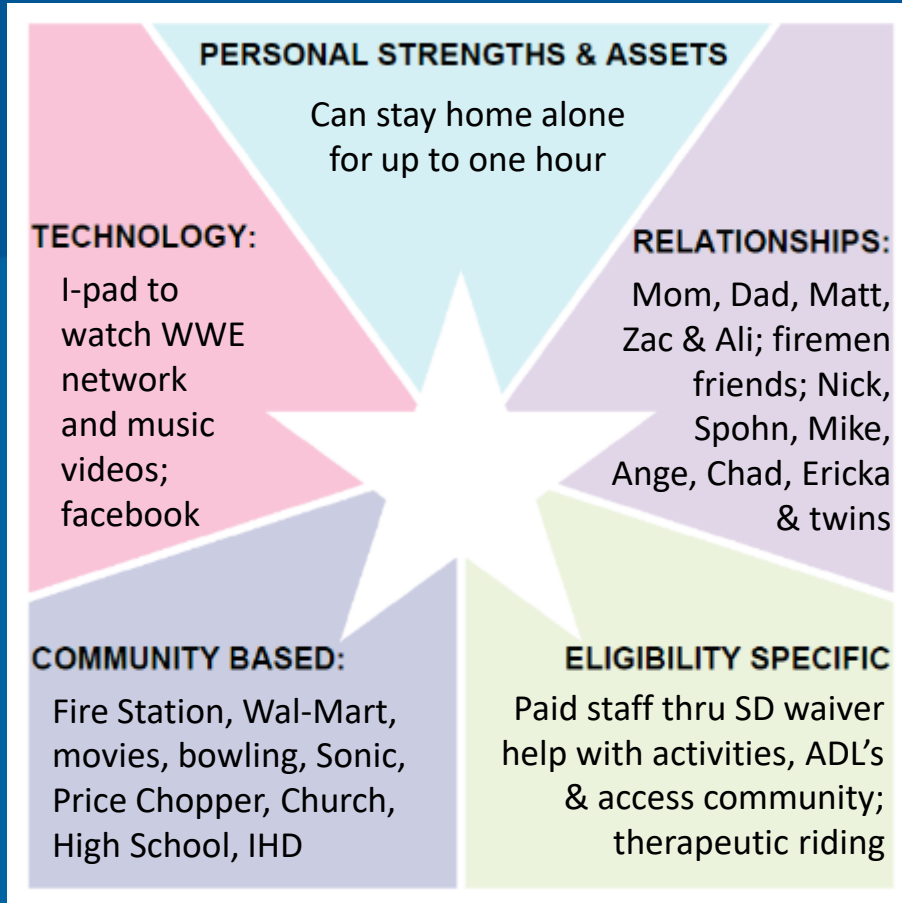 PERSONAL STRENGTHS & ASSETS
Can stay home alone
for up to one hour
TECHNOLOGY:
I-pad to
watch WWE
network
and music
videos;
facebook
RELATIONSHIPS:
Mom, Dad, Matt,
Zac & Ali; firemen
friends; Nick,
Spohn, Mike,
Ange, Chad, Ericka
& twins
COMMUNITY BASED:
Fire Station, Wal-Mart,
movies, bowling, Sonic,
Price Chopper, Church,
High School, IHD
ELIGIBILITY SPECIFIC
Paid staff thru SD waiver
help with activities, ADL's
& access community;
therapeutic riding